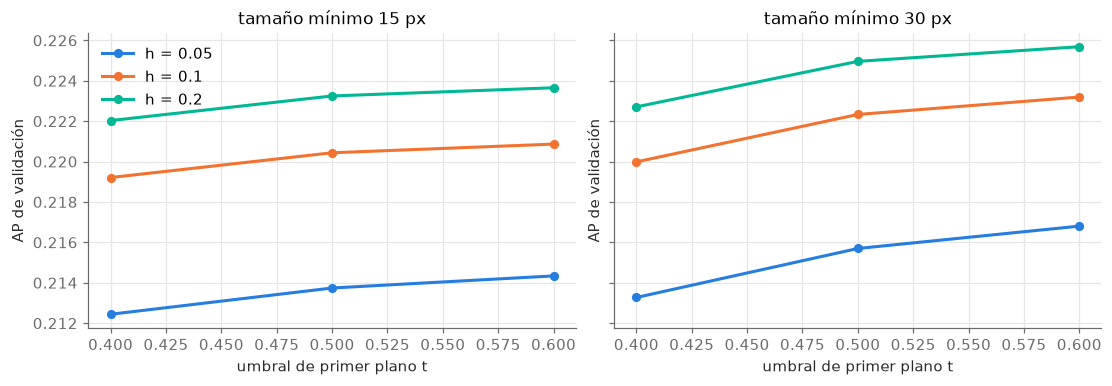 tamaño mínimo 15 px
AP de validación
0.226
0.224
0.222
0.220
0.218
0.216
0.214
0.212
h = 0.05
h = 0.1
h = 0.2
0.400 0.425 0.450 0.475 0.500 0.525 0.550 0.575 0.600
umbral de primer plano t
tamaño mínimo 30 px
AP de validación
0.400 0.425 0.450 0.475 0.500 0.525 0.550 0.575 0.600
umbral de primer plano t